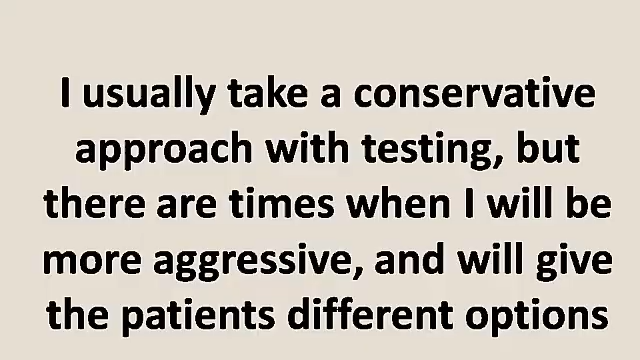 I usually take a conservative
approach with testing, but
there are times when I will be
more aggressive, and will give
the patients different options